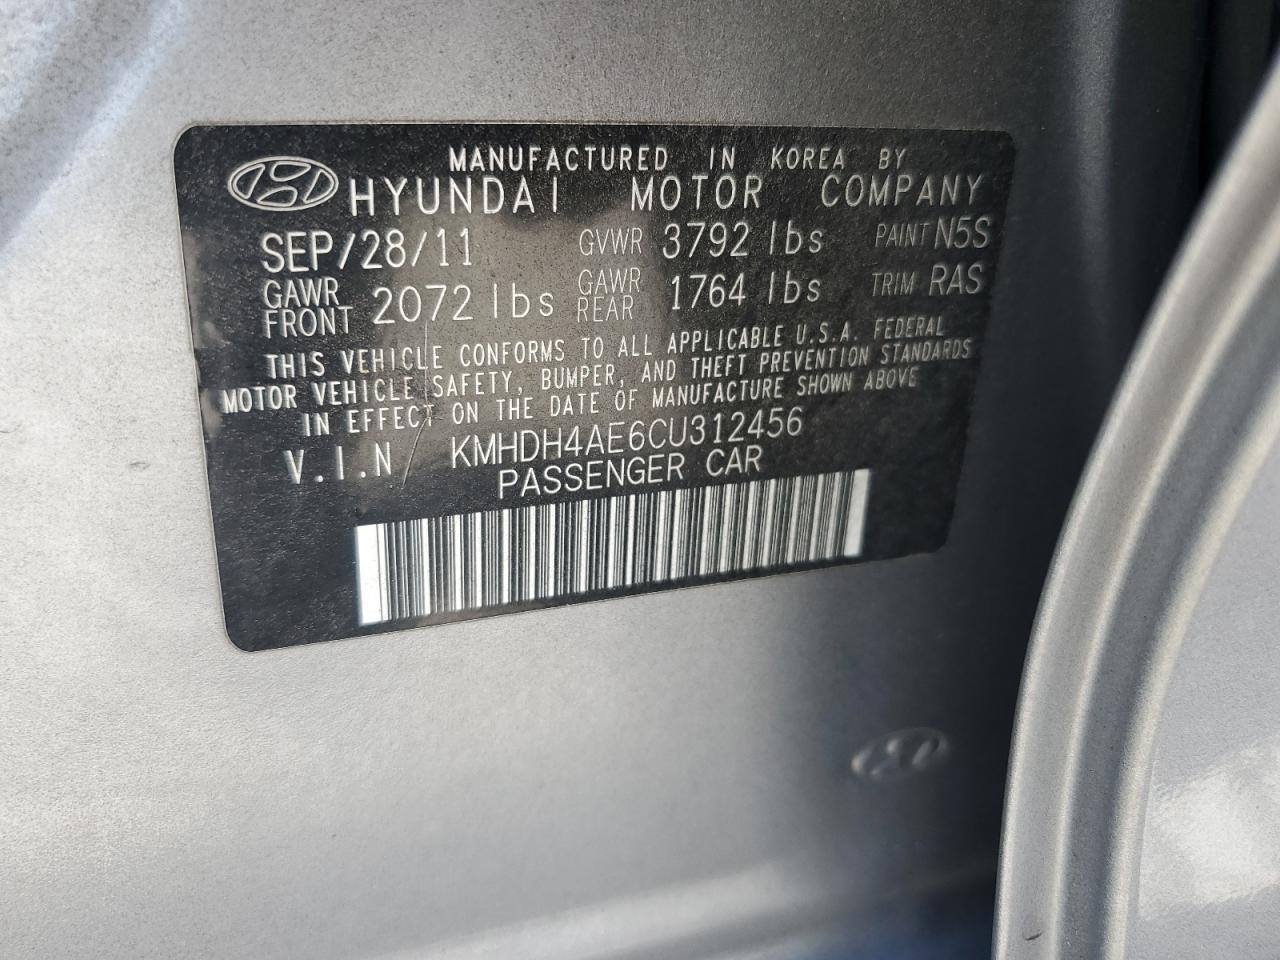 MANUFACTURED IN KOREA BY
HYUNDAI MOTOR COMPANY
SEP/28/11 GVWR 3792 lbs PAINT N5S
GAWR FRONT 2072 lbs GAWR REAR 1764 lbs TRIM RAS
THIS VEHICLE CONFORMS TO ALL APPLICABLE U.S.A. FEDERAL
MOTOR VEHICLE SAFETY, BUMPER, AND THEFT PREVENTION STANDARDS
IN EFFECT ON THE DATE OF MANUFACTURE SHOWN ABOVE
V.I.N/ KMHDH4AE6CU312456
PASSENGER CAR